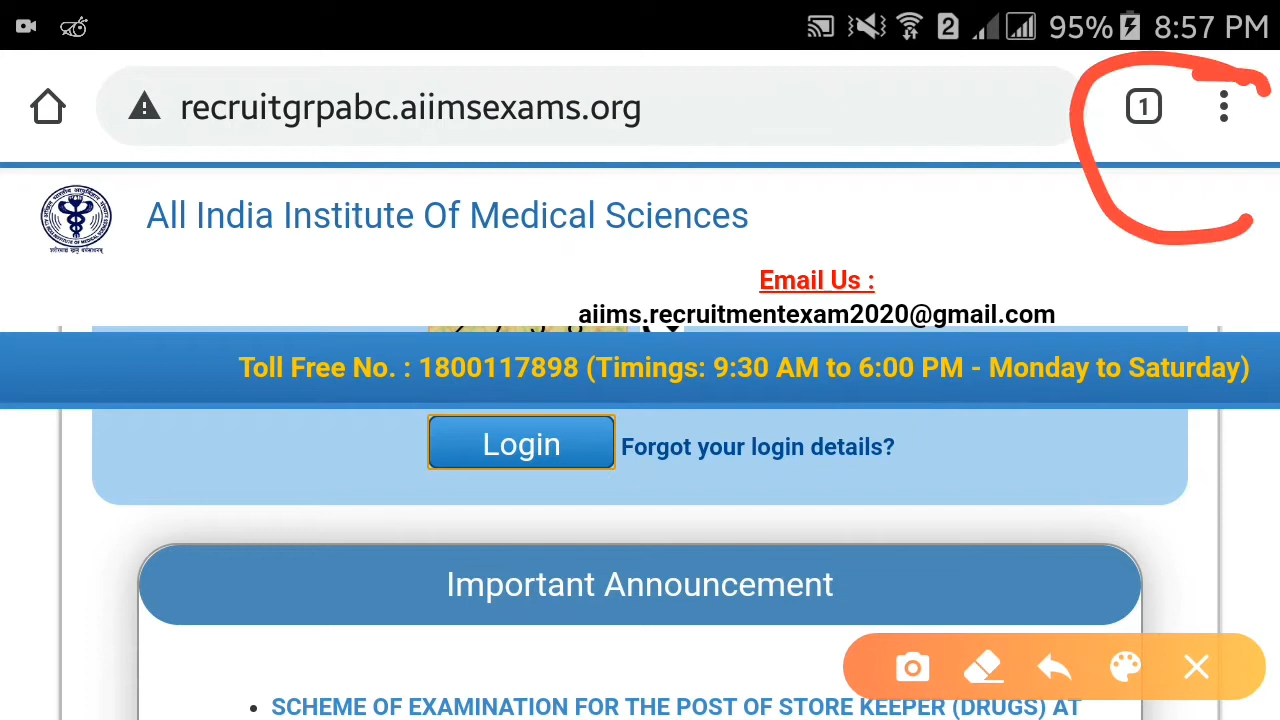 2 95% 8:57 PM
recruitgrpabc.aiimsexams.org
1
All India Institute Of Medical Sciences
Email Us :
aiims.recruitmentexam2020@gmail.com
Toll Free No. : 1800117898 (Timings: 9:30 AM to 6:00 PM - Monday to Saturday)
Login Forgot your login details?
Important Announcement
• SCHEME OF EXAMINATION FOR THE POST OF STORE KEEPER (DRUGS) AT